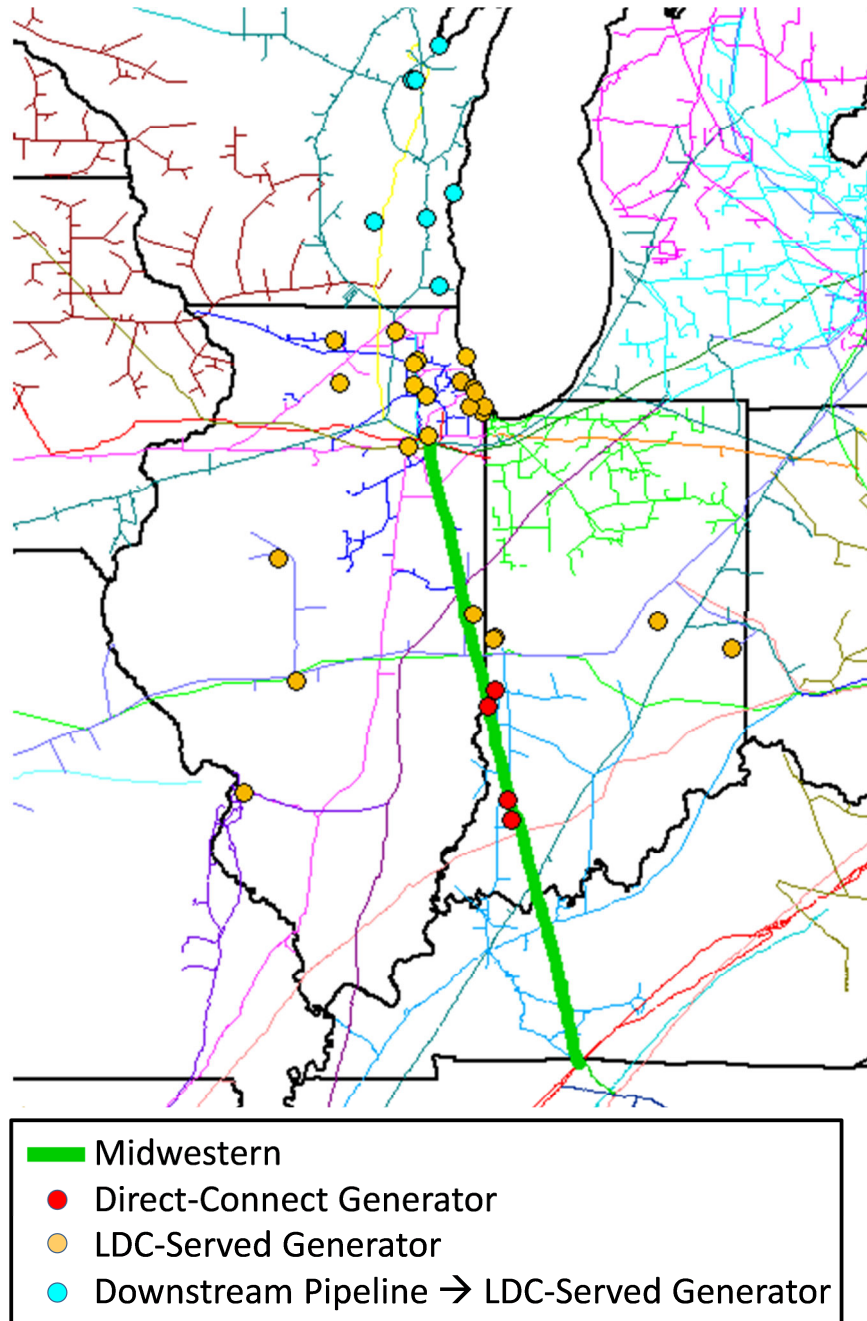 Midwestern
Direct-Connect Generator
LDC-Served Generator
Downstream Pipeline → LDC-Served Generator